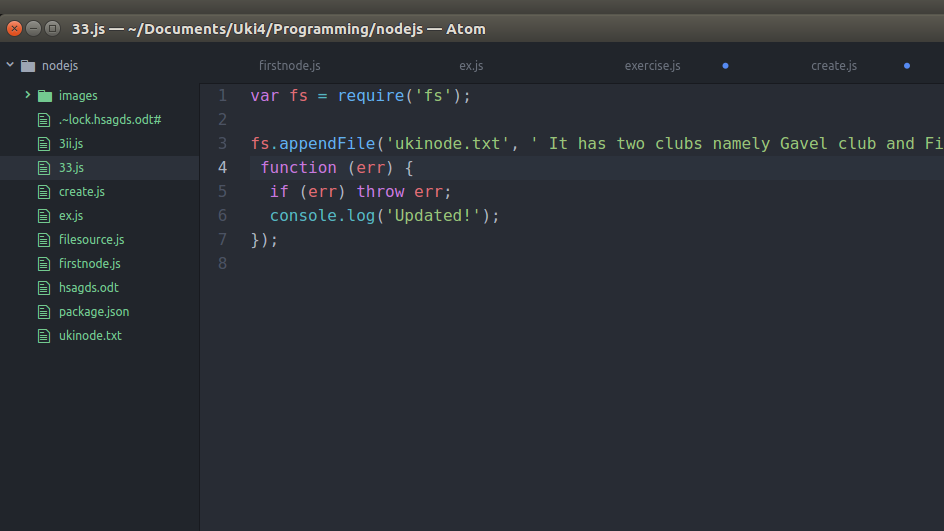 33.js — ~/Documents/Uki4/Programming/nodejs — Atom
nodejs
firstnode.js
ex.js
exercise.js
create.js
images
.~lock.hsagds.odt#
3ii.js
33.js
create.js
ex.js
filesource.js
firstnode.js
hsagds.odt
package.json
ukinode.txt
1 var fs = require('fs');
2
3 fs.appendFile('ukinode.txt', ' It has two clubs namely Gavel club and Fi
4 function (err) {
5 if (err) throw err;
6 console.log('Updated!');
7 });
8